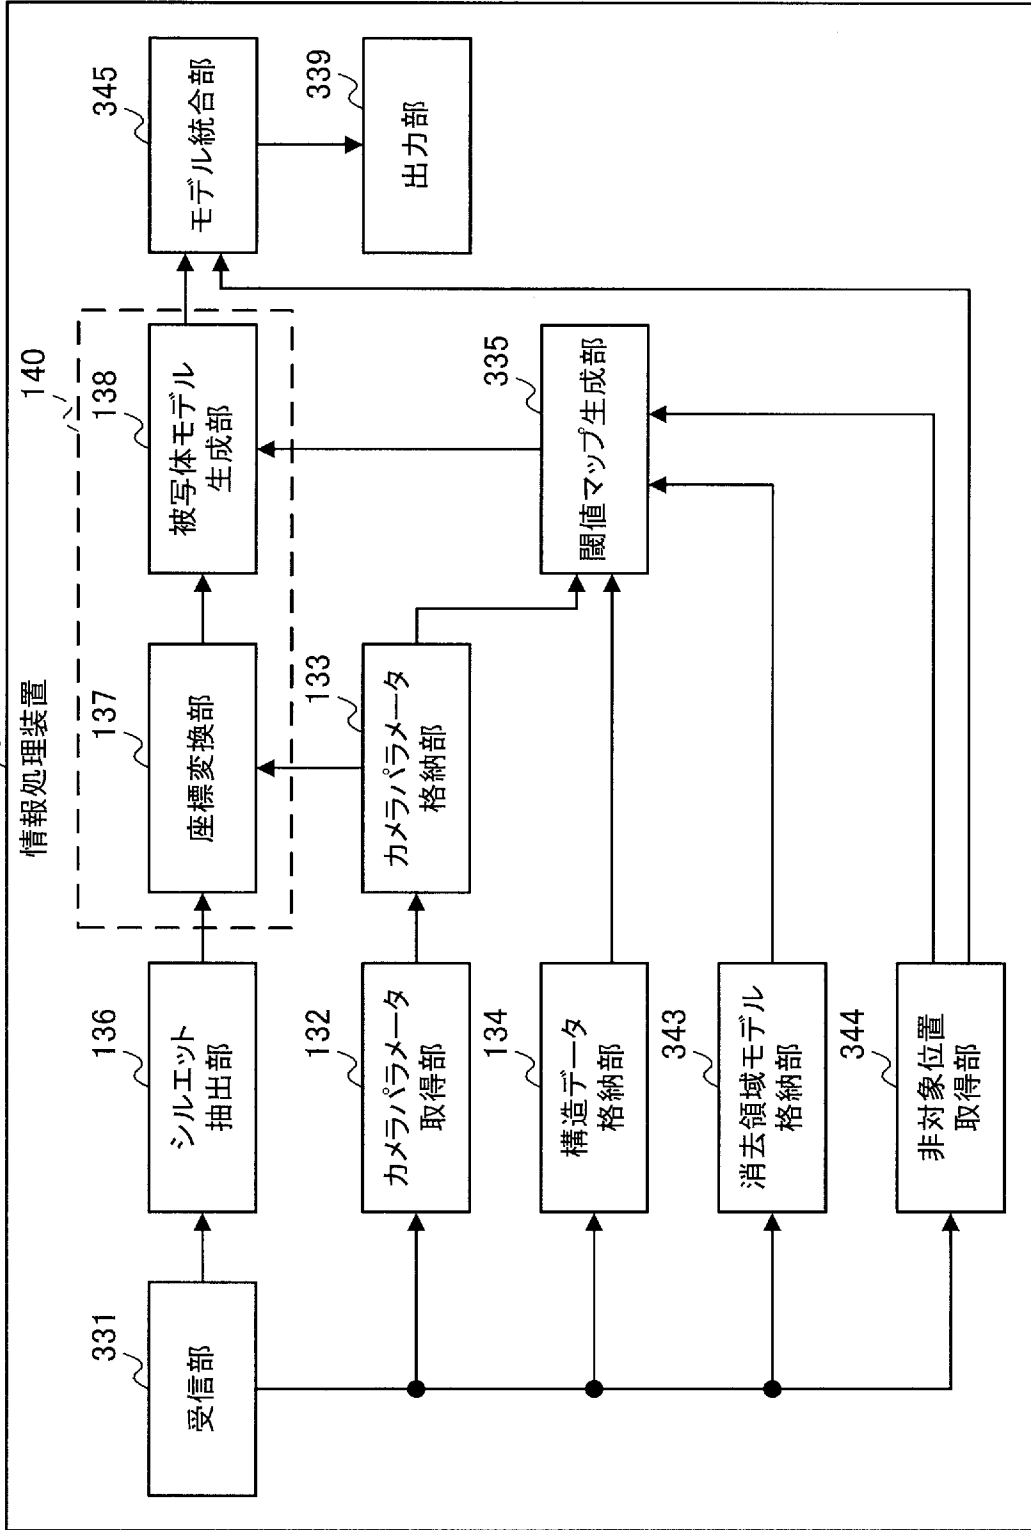 情報処理装置
140
331
受信部
136
シルエット
抽出部
137
座標変換部
138
被写体モデル
生成部
345
モデル統合部
132
カメラパラメータ
取得部
133
カメラパラメータ
格納部
339
出力部
134
構造データ
格納部
335
閾値マップ生成部
343
消去領域モデル
格納部
344
非対象位置
取得部